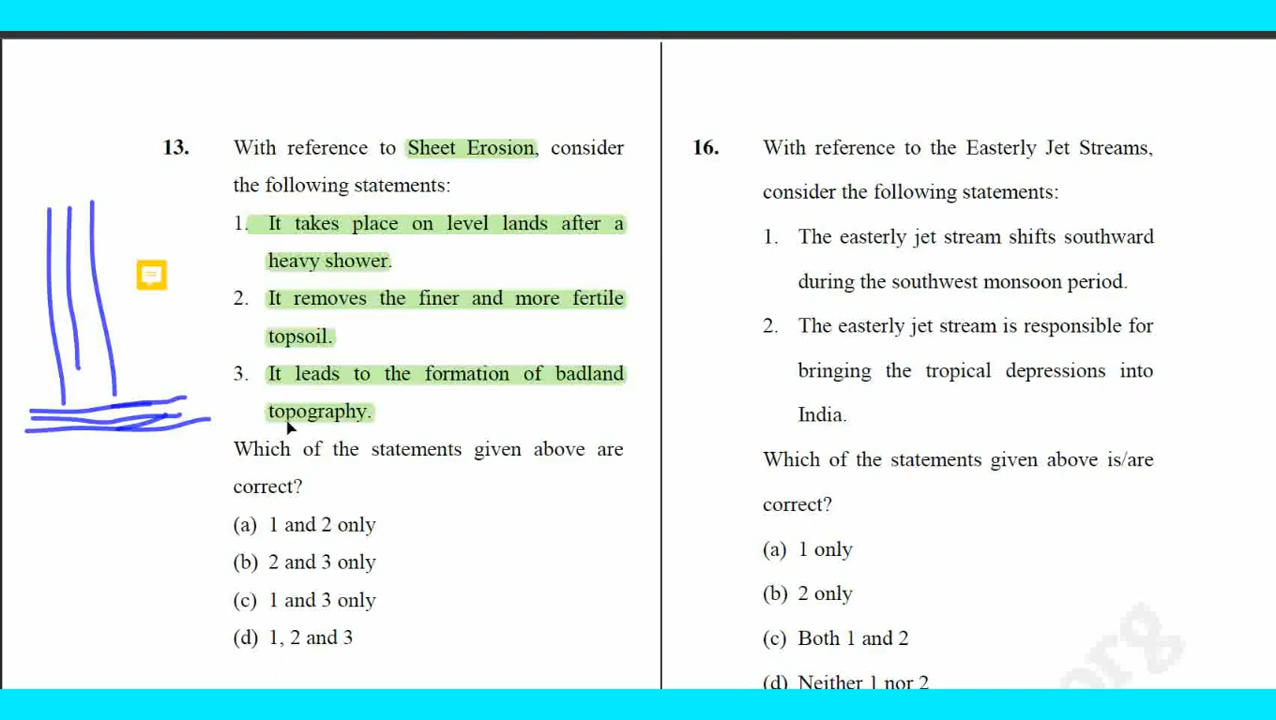 13. With reference to Sheet Erosion, consider
the following statements:
1. It takes place on level lands after a
heavy shower.
2. It removes the finer and more fertile
topsoil.
3. It leads to the formation of badland
topography.
Which of the statements given above are
correct?
(a) 1 and 2 only
(b) 2 and 3 only
(c) 1 and 3 only
(d) 1, 2 and 3
16. With reference to the Easterly Jet Streams,
consider the following statements:
1. The easterly jet stream shifts southward
during the southwest monsoon period.
2. The easterly jet stream is responsible for
bringing the tropical depressions into
India.
Which of the statements given above is/are
correct?
(a) 1 only
(b) 2 only
(c) Both 1 and 2
(d) Neither 1 nor 2
org